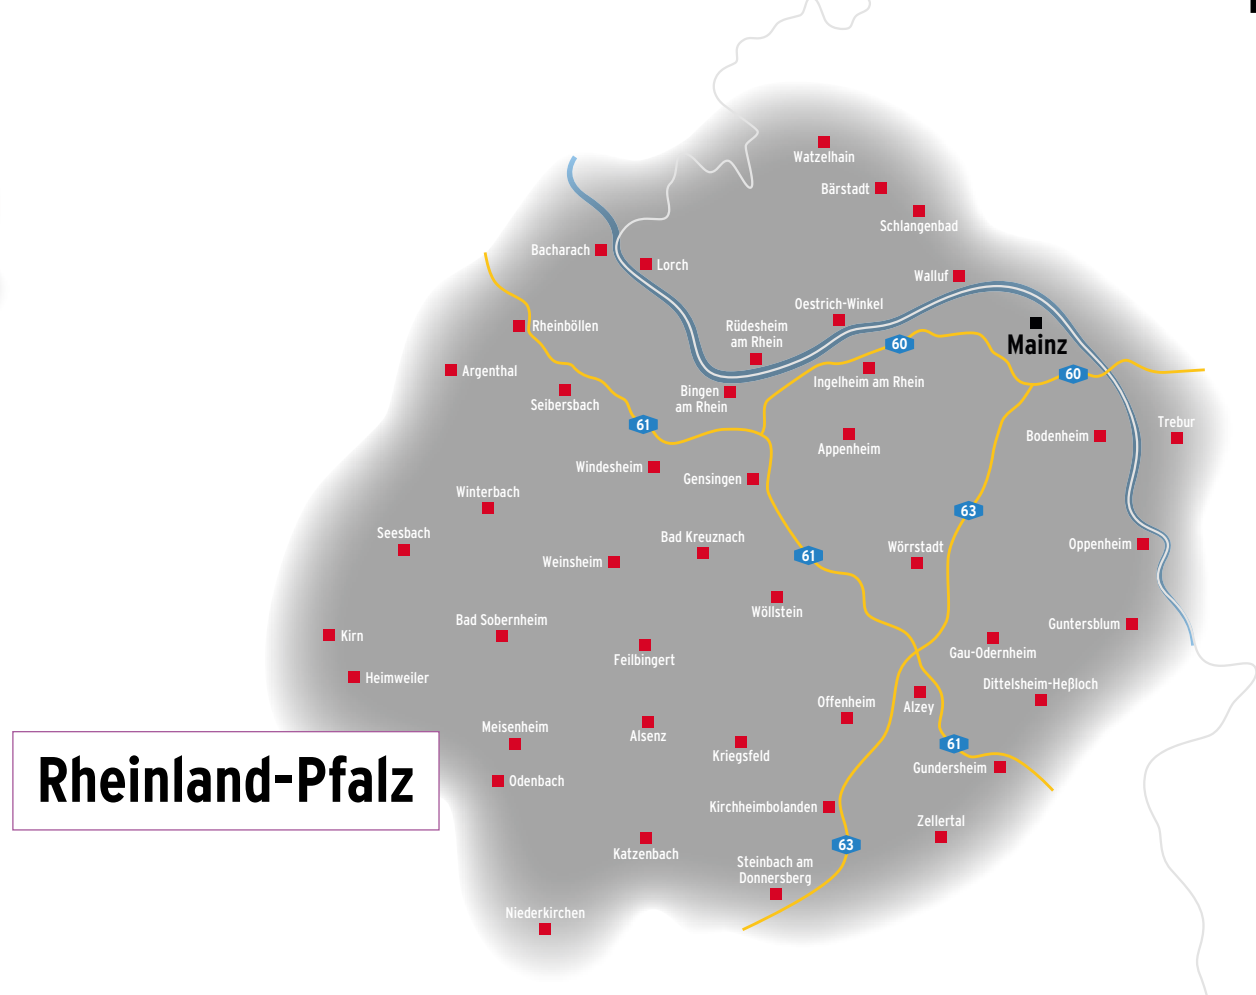 Watzelhain
Bärstadt
Schlangenbad
Bacharach
Lorch
Walluf
Oestrich-Winkel
Rheinböllen
Rüdesheim
am Rhein
60
Mainz
Argenthal
Ingelheim am Rhein
60
Seibersbach
Bingen
am Rhein
61
Trebur
Bodenheim
Appenheim
Windesheim
Gensingen
Winterbach
63
Seesbach
Bad Kreuznach
Wörrstadt
Oppenheim
Weinsheim
61
Wöllstein
Bad Sobernheim
Guntersblum
Kirn
Feilbingert
Gau-Odernheim
Heimweiler
Dittelsheim-Heßloch
Offenheim
Alzey
Meisenheim
Alsenz
61
Kriegsfeld
Gundersheim
Rheinland-Pfalz
Odenbach
Kirchheimbolanden
Zellertal
63
Katzenbach
Steinbach am
Donnersberg
Niederkirchen